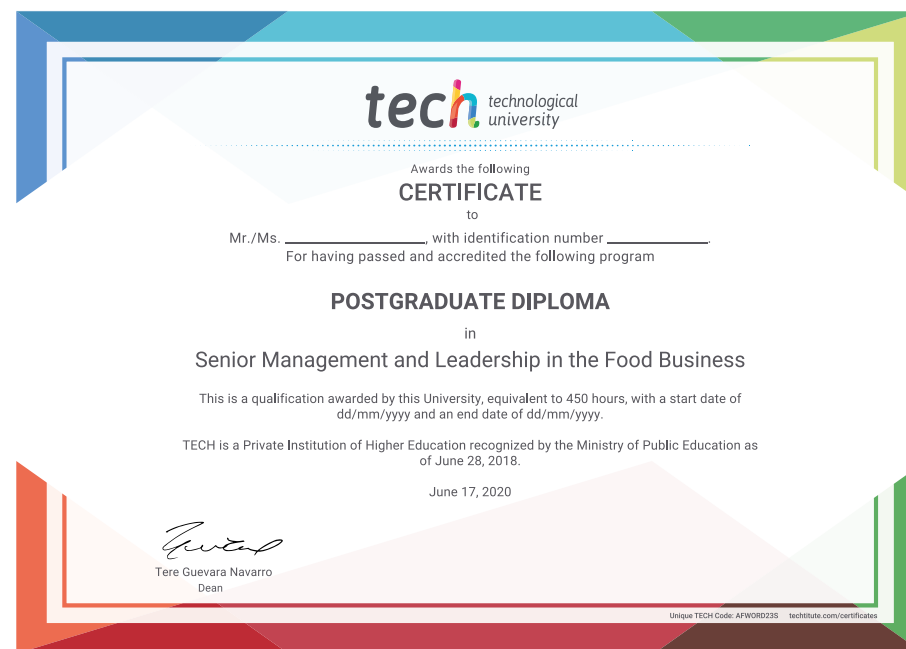 tech technological
university
Awards the following
CERTIFICATE
to
Mr./Ms. ____________________, with identification number ______________.
For having passed and accredited the following program
POSTGRADUATE DIPLOMA
in
Senior Management and Leadership in the Food Business
This is a qualification awarded by this University, equivalent to 450 hours, with a start date of
dd/mm/yyyy and an end date of dd/mm/yyyy.
TECH is a Private Institution of Higher Education recognized by the Ministry of Public Education as
of June 28, 2018.
June 17, 2020
Tere Guevara Navarro
Dean
Unique TECH Code: AFWORD23S techtitute.com/certificates